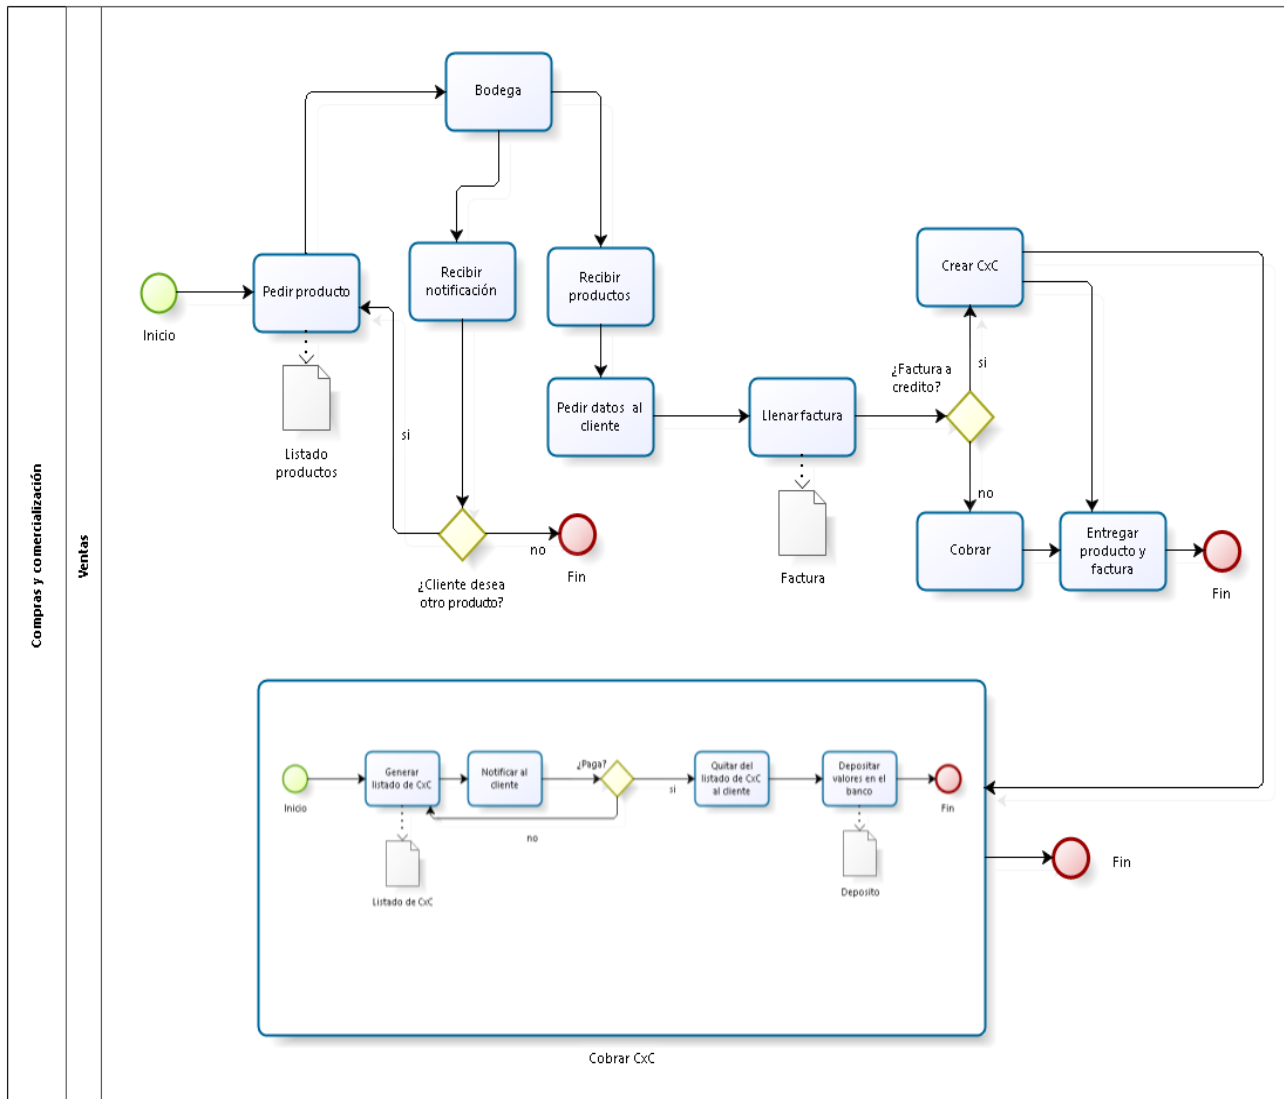 Compras y comercialización
Ventas
Bodega
Recibir
notificación
Recibir
productos
Crear CxC
Pedir producto
Inicio
si
¿Factura a
credito?
Pedir datos al
cliente
Llenar factura
si
Listado
productos
no
no
Cobrar
Entregar
producto y
factura
Fin
Factura
Fin
¿Cliente desea
otro producto?
¿Paga?
Generar
listado de CxC
Notificar al
cliente
Quitar del
listado de CxC
al cliente
Depositar
valores en el
banco
Inicio
si
Fin
no
Listado de CxC
Deposito
Fin
Cobrar CxC